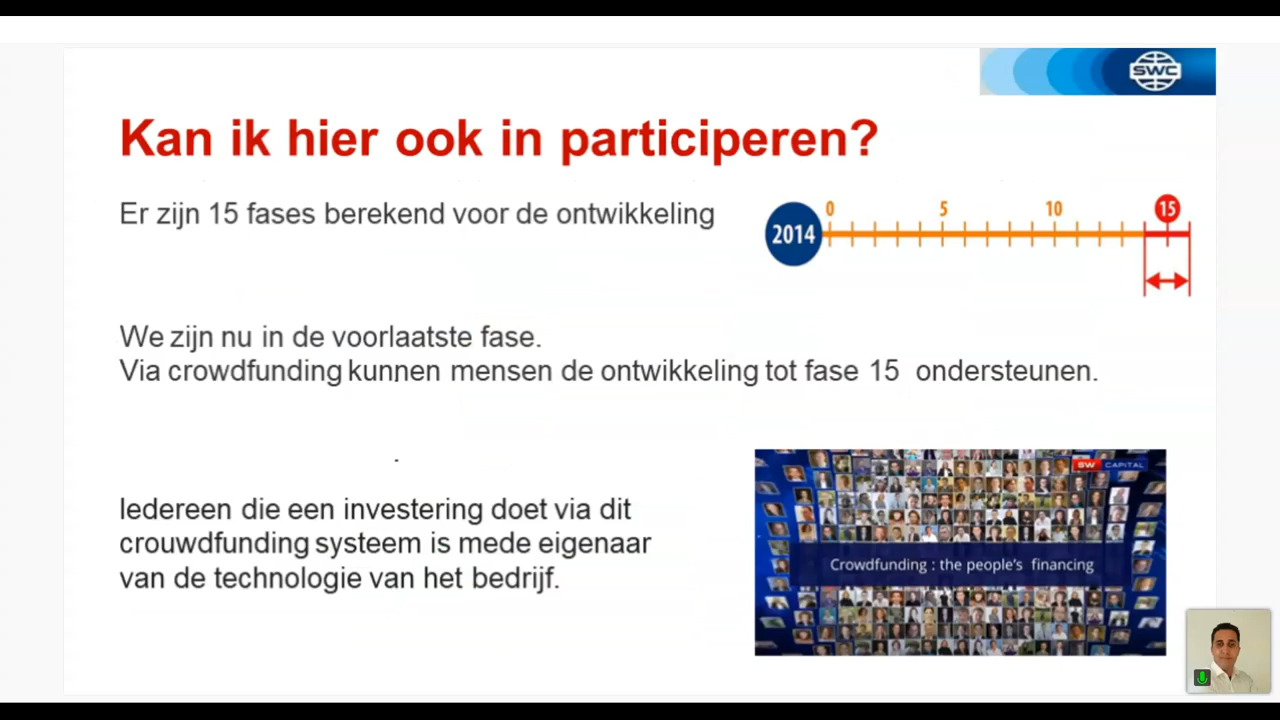 SWC
Kan ik hier ook in participeren?
Er zijn 15 fases berekend voor de ontwikkeling
2014
0 5 10 15
We zijn nu in de voorlaatste fase.
Via crowdfunding kunnen mensen de ontwikkeling tot fase 15 ondersteunen.
Iedereen die een investering doet via dit
crouwdfunding systeem is mede eigenaar
van de technologie van het bedrijf.
SW CAPITAL
Crowdfunding : the people's financing